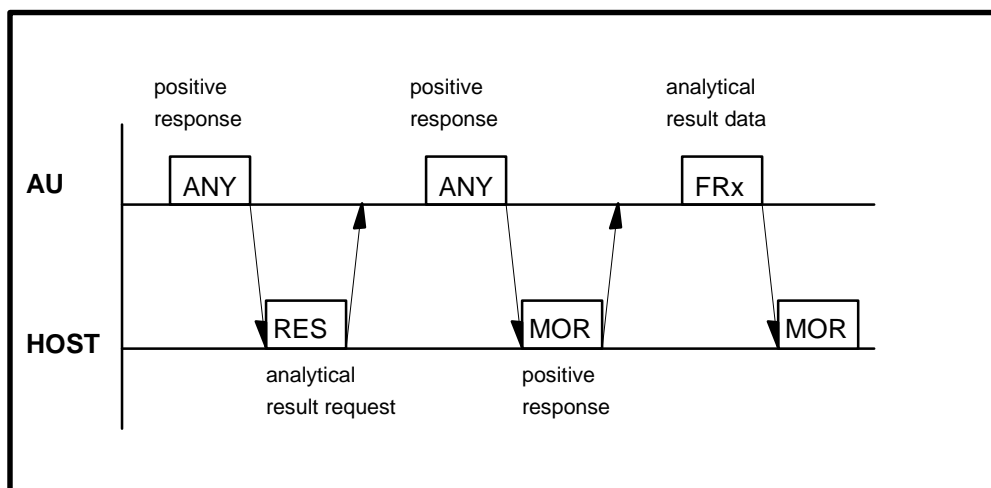 positive
response
positive
response
analytical
result data
AU
ANY
ANY
FRx
HOST
RES
MOR
MOR
analytical
result request
positive
response